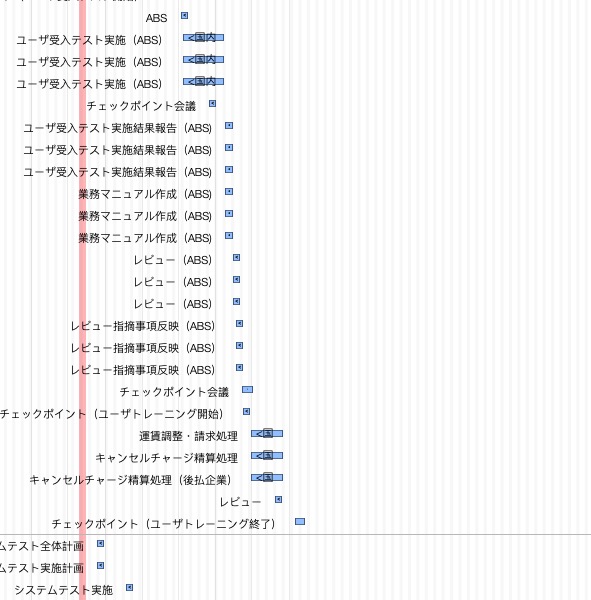 ABS
ユーザ受入テスト実施（ABS） <国内
ユーザ受入テスト実施（ABS） <国内
ユーザ受入テスト実施（ABS） <国内
チェックポイント会議
ユーザ受入テスト実施結果報告（ABS）
ユーザ受入テスト実施結果報告（ABS）
ユーザ受入テスト実施結果報告（ABS）
業務マニュアル作成（ABS）
業務マニュアル作成（ABS）
業務マニュアル作成（ABS）
レビュー（ABS）
レビュー（ABS）
レビュー（ABS）
レビュー指摘事項反映（ABS）
レビュー指摘事項反映（ABS）
レビュー指摘事項反映（ABS）
チェックポイント会議
チェックポイント（ユーザトレーニング開始）
運賃調整・請求処理 <国
キャンセルチャージ精算処理 <国
キャンセルチャージ精算処理（後払企業） <国
レビュー
チェックポイント（ユーザトレーニング終了）
ムテスト全体計画
ムテスト実施計画
システムテスト実施